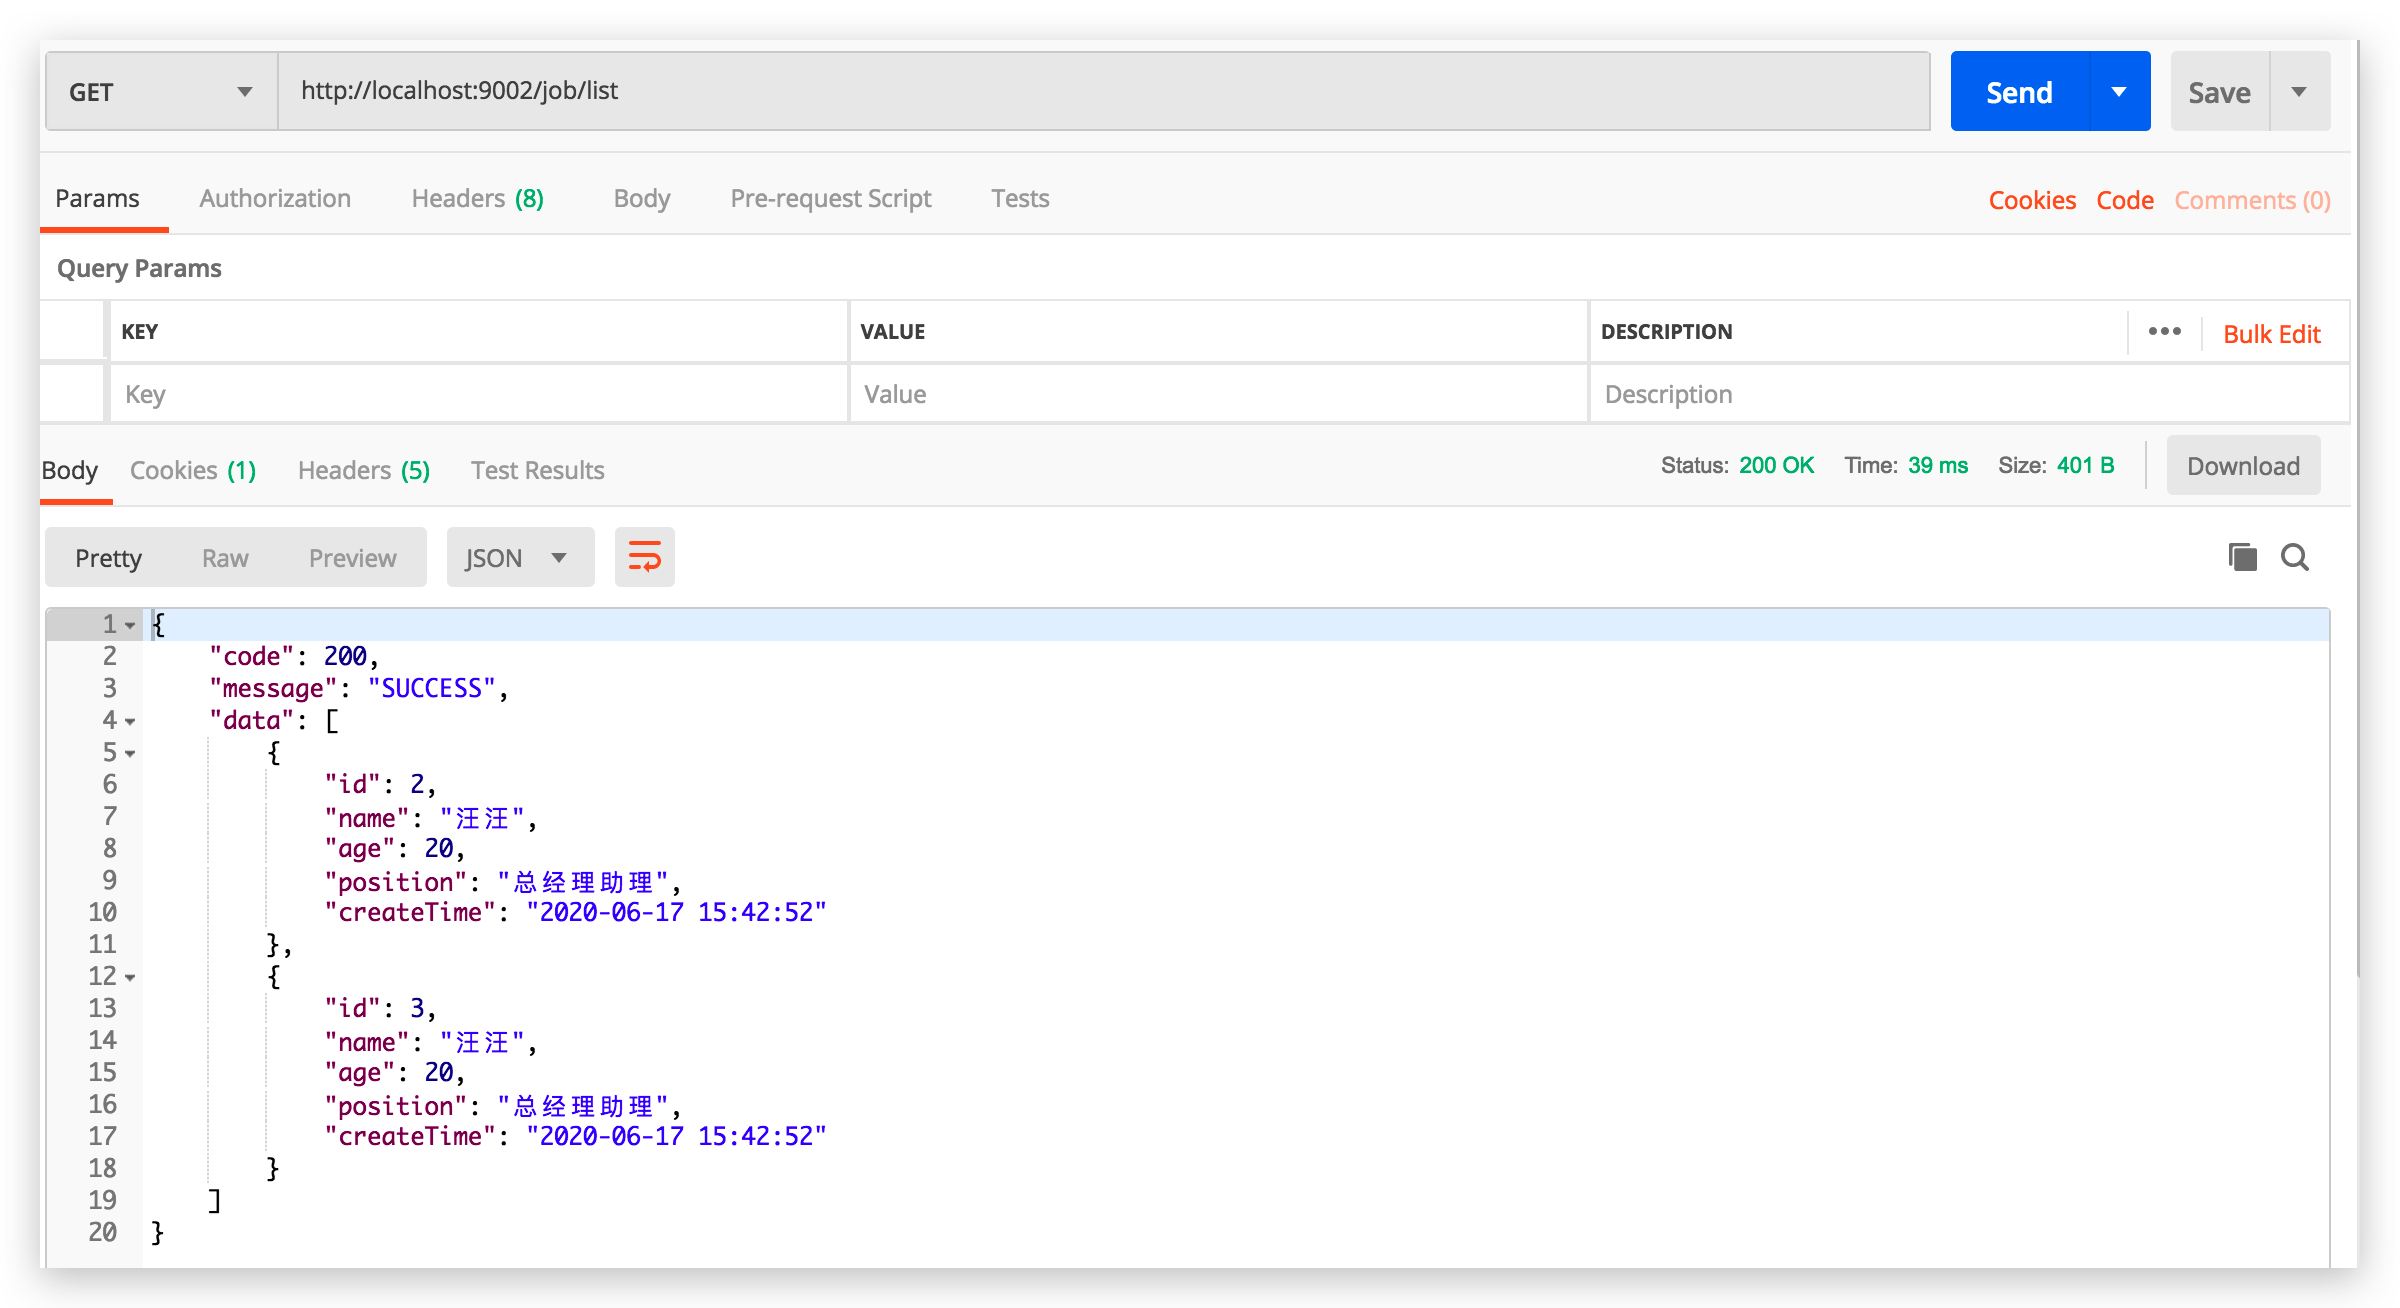 GET http://localhost:9002/job/list Send Save
Params Authorization Headers (8) Body Pre-request Script Tests Cookies Code Comments (0)
Query Params
KEY VALUE DESCRIPTION ••• Bulk Edit
Key Value Description
Body Cookies (1) Headers (5) Test Results Status: 200 OK Time: 39 ms Size: 401 B Download
Pretty Raw Preview JSON
1 {
2 "code": 200,
3 "message": "SUCCESS",
4 "data": [
5 {
6 "id": 2,
7 "name": "汪汪",
8 "age": 20,
9 "position": "总经理助理",
10 "createTime": "2020-06-17 15:42:52"
11 },
12 {
13 "id": 3,
14 "name": "汪汪",
15 "age": 20,
16 "position": "总经理助理",
17 "createTime": "2020-06-17 15:42:52"
18 }
19 ]
20 }